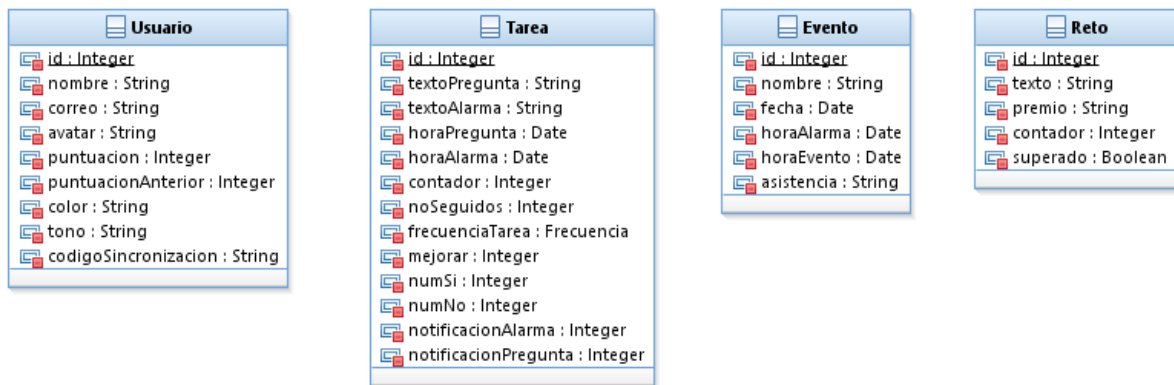 Usuario
id : Integer
nombre : String
correo : String
avatar : String
puntuacion : Integer
puntuacionAnterior : Integer
color : String
tono : String
codigoSincronizacion : String
Tarea
id : Integer
textoPregunta : String
textoAlarma : String
horaPregunta : Date
horaAlarma : Date
contador : Integer
noSeguidos : Integer
frecuenciaTarea : Frecuencia
mejorar : Integer
numSi : Integer
numNo : Integer
notificacionAlarma : Integer
notificacionPregunta : Integer
Evento
id : Integer
nombre : String
fecha : Date
horaAlarma : Date
horaEvento : Date
asistencia : String
Reto
id : Integer
texto : String
premio : String
contador : Integer
superado : Boolean